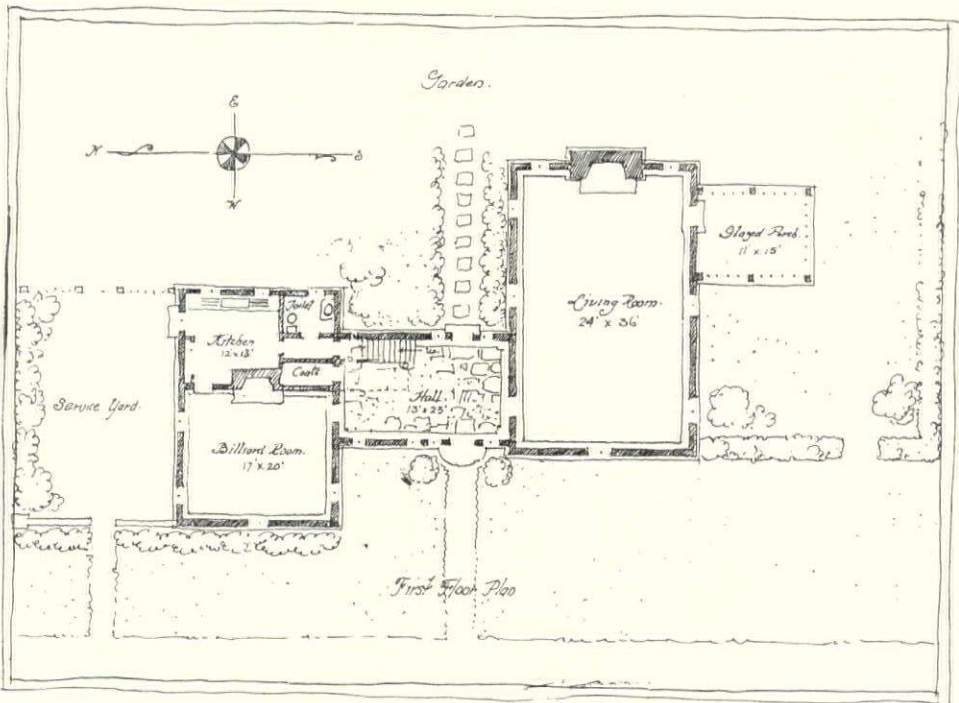 Garden.
E
N
S
W
Glazed Porch.
11' x 15'
Living Room.
24' x 36'
Toilet
Kitchen
12' x 13'
Coats
Hall
13' x 25'
Service Yard.
Billiard Room.
17' x 20'
First Floor Plan